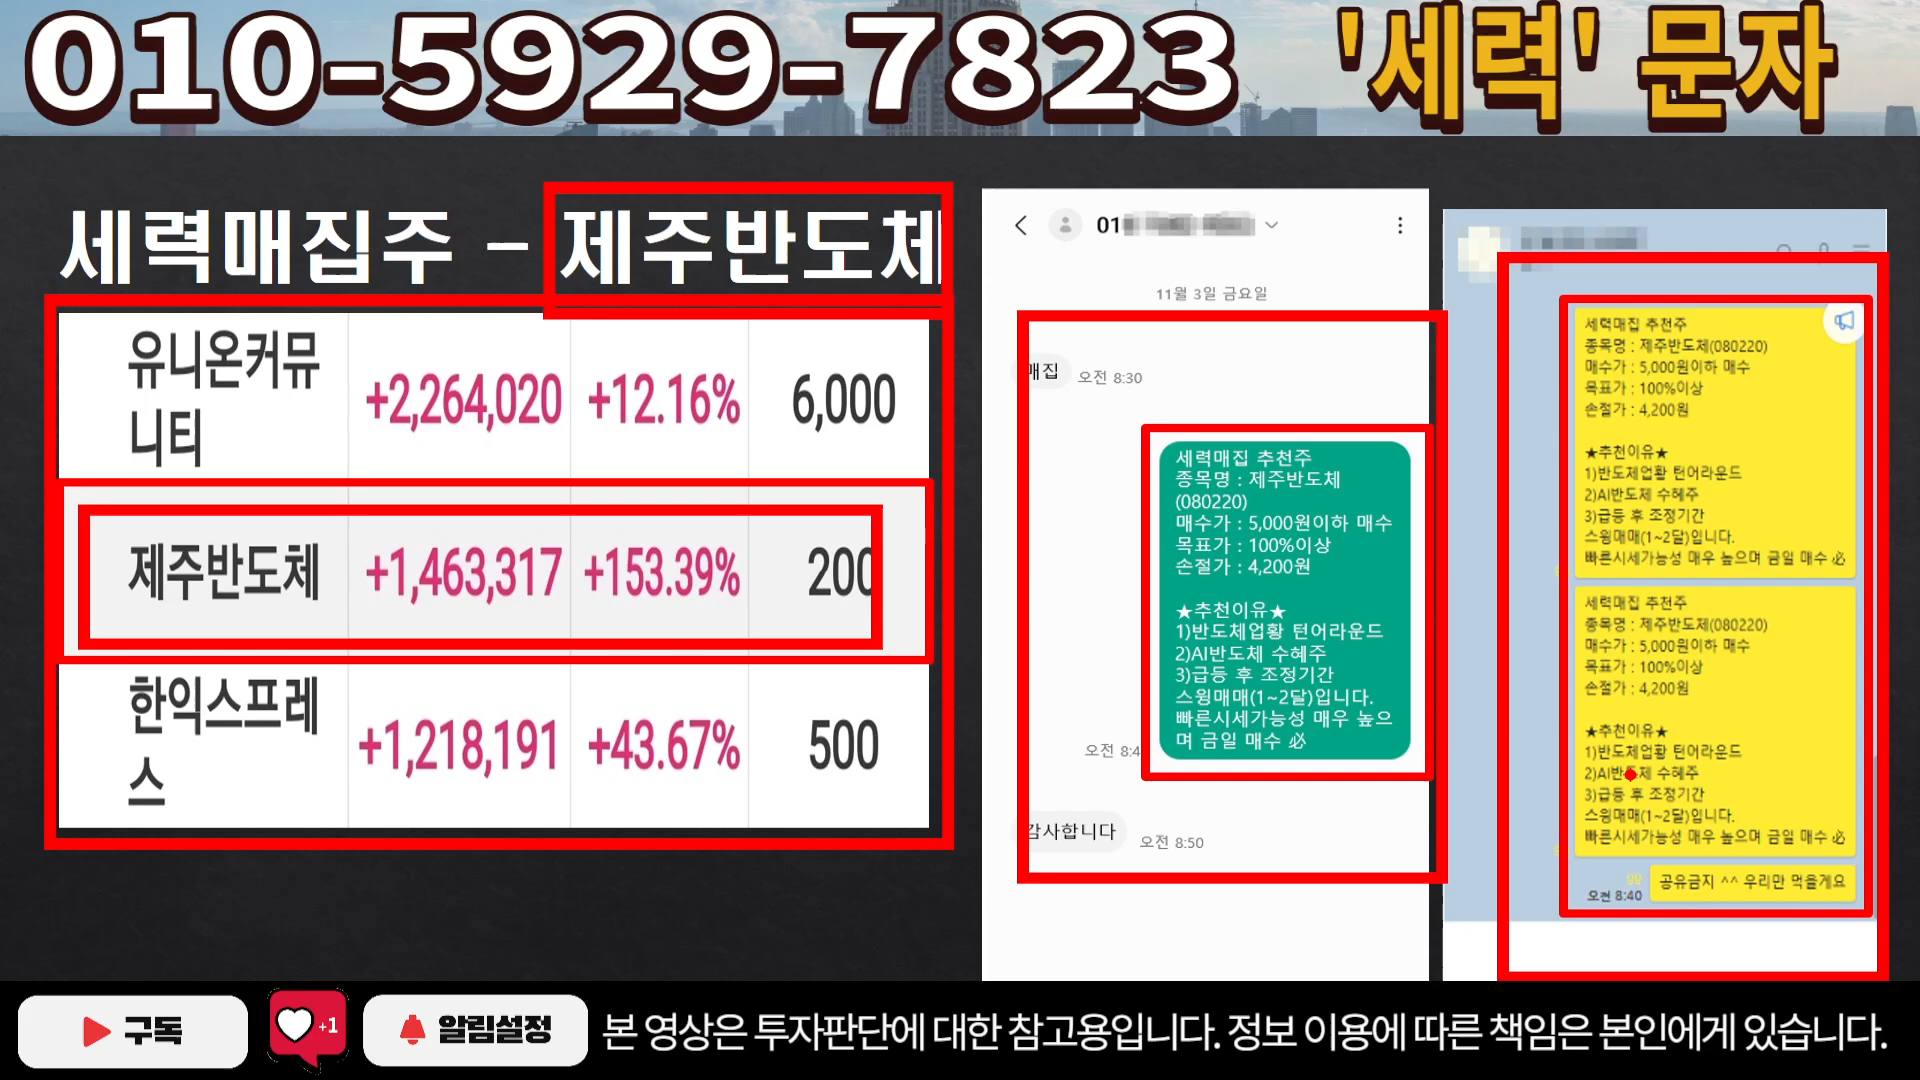 010-5929-7823 '세력' 문자
세력매집주 - 제주반도체
유니온커뮤
니티
+2,264,020
+12.16%
6,000
제주반도체
+1,463,317
+153.39%
200
한익스프레
스
+1,218,191
+43.67%
500
01
11월 3일 금요일
매집
오전 8:30
세력매집 추천주
종목명 : 제주반도체
(080220)
매수가 : 5,000원이하 매수
목표가 : 100%이상
손절가 : 4,200원
★추천이유★
1)반도체업황 턴어라운드
2)AI반도체 수혜주
3)급등 후 조정기간
스윙매매(1~2달)입니다.
빠른시세가능성 매우 높으
며 금일 매수 必
오전 8:4
감사합니다
오전 8:50
세력매집 추천주
종목명 : 제주반도체(080220)
매수가 : 5,000원이하 매수
목표가 : 100%이상
손절가 : 4,200원
★추천이유★
1)반도체업황 턴어라운드
2)AI반도체 수혜주
3)급등 후 조정기간
스윙매매(1~2달)입니다.
빠른시세가능성 매우 높으며 금일 매수 必
세력매집 추천주
종목명 : 제주반도체(080220)
매수가 : 5,000원이하 매수
목표가 : 100%이상
손절가 : 4,200원
★추천이유★
1)반도체업황 턴어라운드
2)AI반도체 수혜주
3)급등 후 조정기간
스윙매매(1~2달)입니다.
빠른시세가능성 매우 높으며 금일 매수 必
공유금지 ^^ 우리만 먹을게요
오전 8:40
구독
+1
알림설정
본 영상은 투자판단에 대한 참고용입니다. 정보 이용에 따른 책임은 본인에게 있습니다.